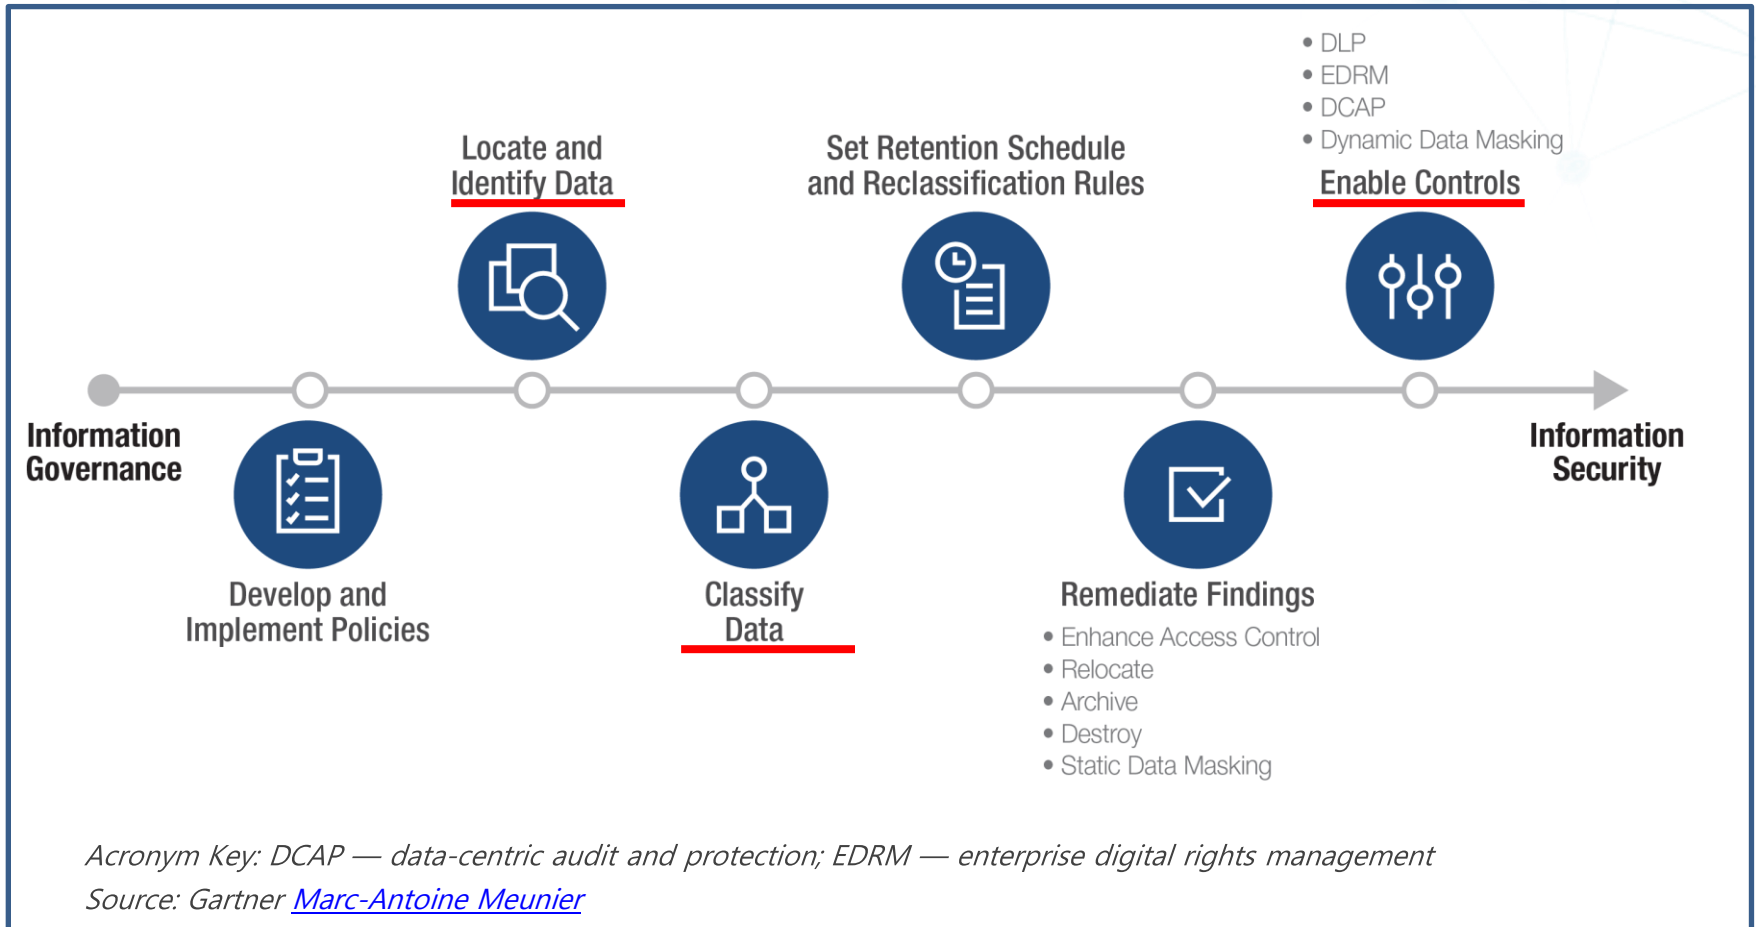 • DLP
• EDRM
• DCAP
• Dynamic Data Masking
Locate and
Identify Data
Set Retention Schedule
and Reclassification Rules
Enable Controls
Information
Governance
Information
Security
Develop and
Implement Policies
Classify
Data
Remediate Findings
• Enhance Access Control
• Relocate
• Archive
• Destroy
• Static Data Masking
Acronym Key: DCAP — data-centric audit and protection; EDRM — enterprise digital rights management
Source: Gartner Marc-Antoine Meunier